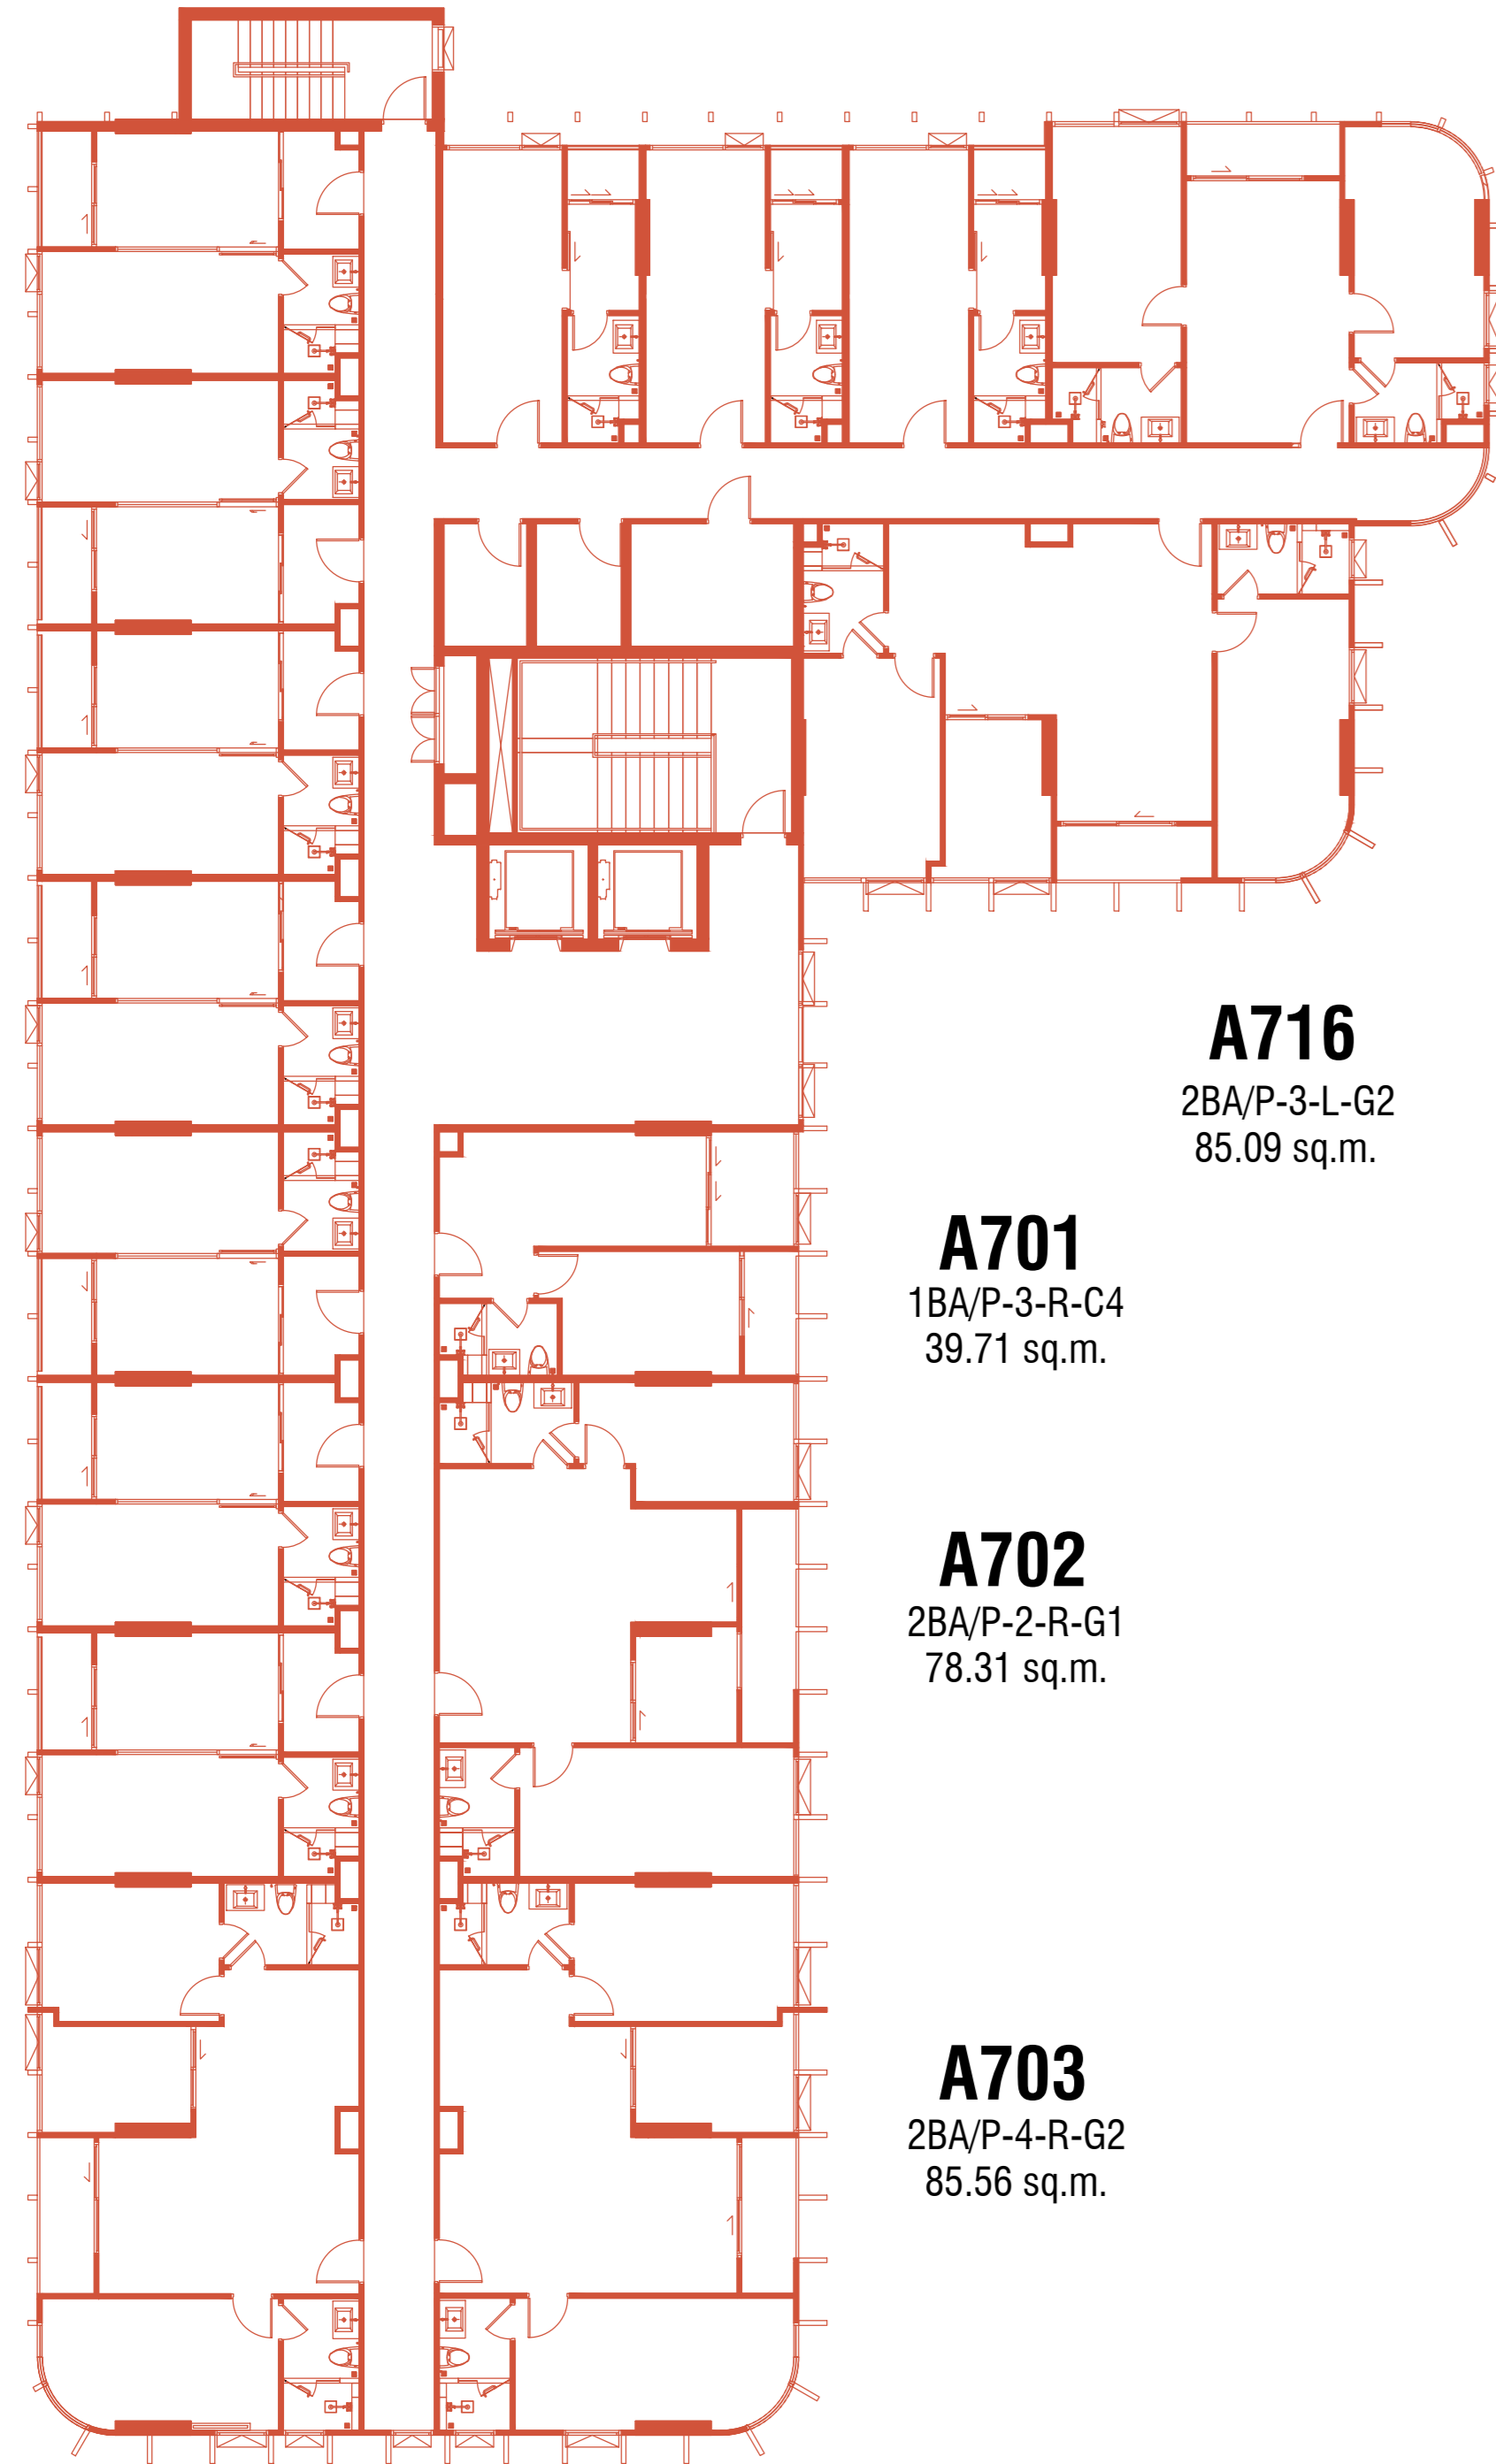 A716
2BA/P-3-L-G2
85.09 sq.m.
A701
1BA/P-3-R-C4
39.71 sq.m.
A702
2BA/P-2-R-G1
78.31 sq.m.
A703
2BA/P-4-R-G2
85.56 sq.m.